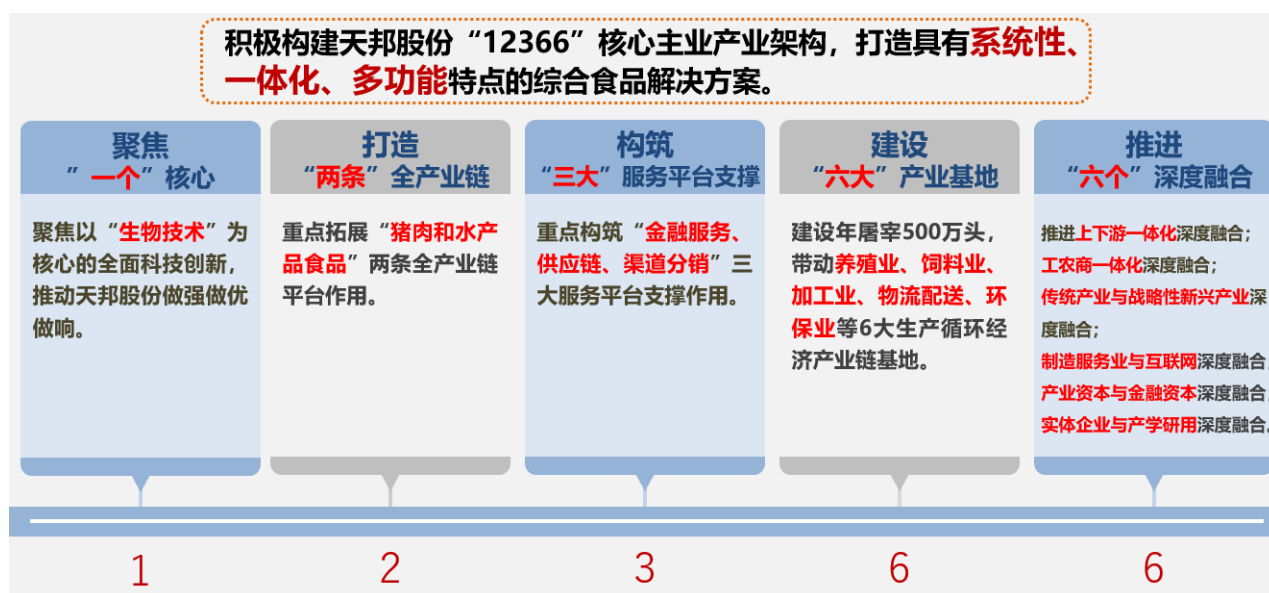 积极构建天邦股份“12366”核心主业产业架构，打造具有系统性、
一体化、多功能特点的综合食品解决方案。
聚焦
”一个”核心
聚焦以“生物技术”为
核心的全面科技创新，
推动天邦股份做强做优
做响。
打造
“两条”全产业链
重点拓展“猪肉和水产
品食品”两条全产业链
平台作用。
构筑
“三大”服务平台支撑
重点构筑“金融服务、
供应链、渠道分销”三
大服务平台支撑作用。
建设
“六大”产业基地
建设年屠宰500万头，
带动养殖业、饲料业、
加工业、物流配送、环
保业等6大生产循环经
济产业链基地。
推进
“六个”深度融合
推进上下游一体化深度融合；
工农商一体化深度融合；
传统产业与战略性新兴产业深
度融合；
制造服务业与互联网深度融合；
产业资本与金融资本深度融合；
实体企业与产学研用深度融合。
1
2
3
6
6